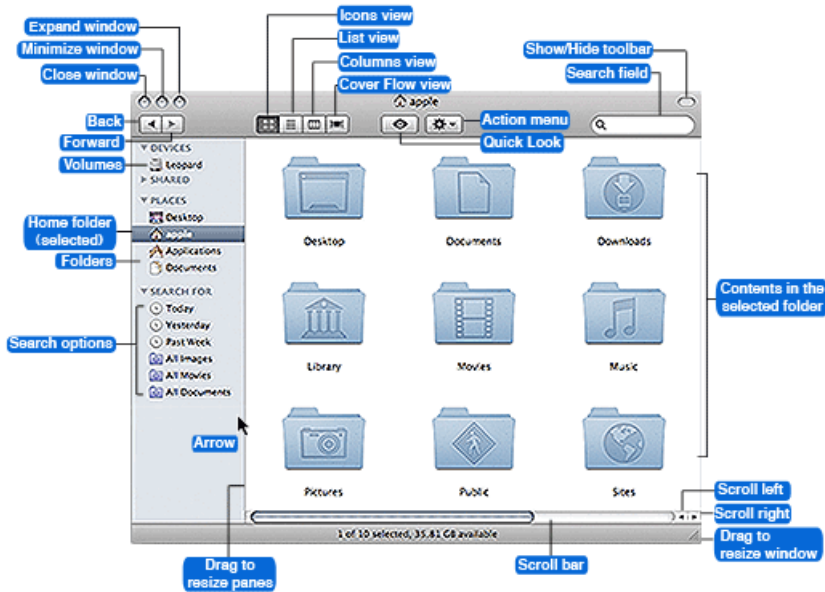 Icons view
Expand window
List view
Minimize window
Show/Hide toolbar
Columns view
Close window
Search field
Cover Flow view
apple
Back
Action menu
Forward
Quick Look
DEVICES
Volumes
Leopard
SHARED
PLACES
Desktop
Home folder
(selected)
apple
Applications
Folders
Documents
Desktop
Documents
Downloads
SEARCH FOR
Today
Yesterday
Search options
Past Week
All Images
All Movies
All Documents
Contents in the
selected folder
Library
Movies
Music
Arrow
Pictures
Public
Sites
Scroll left
Scroll right
1 of 10 selected, 35.81 GB available
Drag to
resize window
Drag to
resize panes
Scroll bar